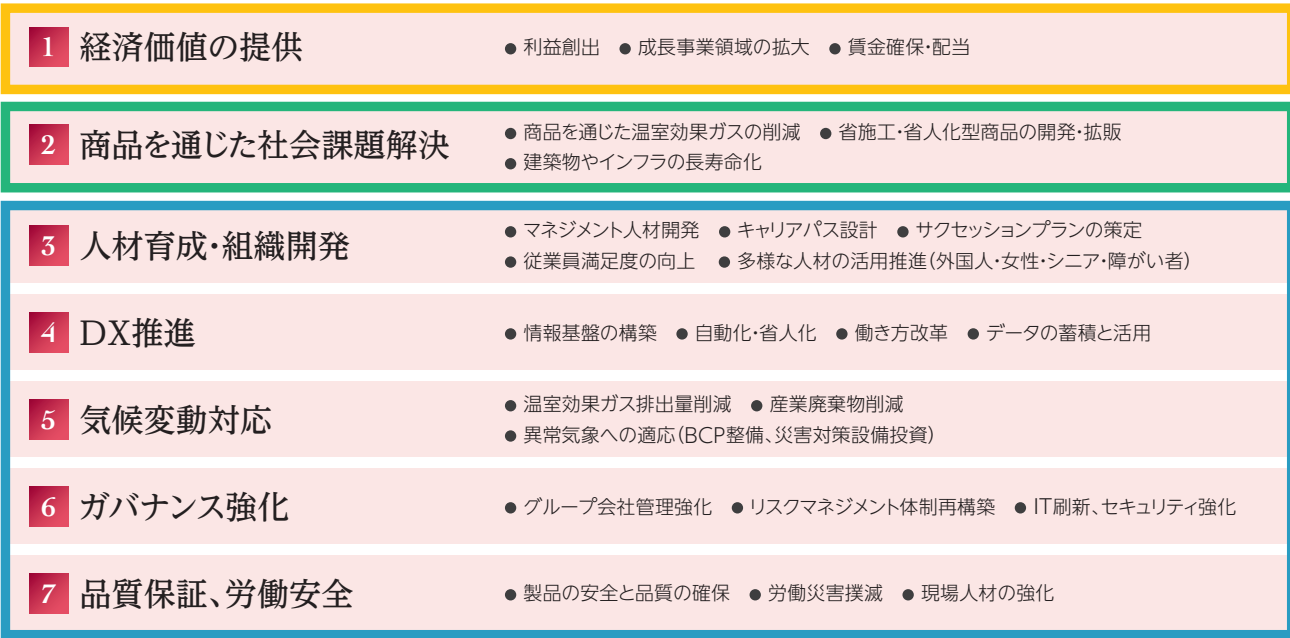 1 経済価値の提供
● 利益創出 ● 成長事業領域の拡大 ● 賃金確保・配当
2 商品を通じた社会課題解決
● 商品を通じた温室効果ガスの削減 ● 省施工・省人化型商品の開発・拡販
● 建築物やインフラの長寿命化
3 人材育成・組織開発
● マネジメント人材開発 ● キャリアパス設計 ● サクセッションプランの策定
● 従業員満足度の向上 ● 多様な人材の活用推進(外国人・女性・シニア・障がい者)
4 DX推進
● 情報基盤の構築 ● 自動化・省人化 ● 働き方改革 ● データの蓄積と活用
5 気候変動対応
● 温室効果ガス排出量削減 ● 産業廃棄物削減
● 異常気象への適応(BCP整備、災害対策設備投資)
6 ガバナンス強化
● グループ会社管理強化 ● リスクマネジメント体制再構築 ● IT刷新、セキュリティ強化
7 品質保証、労働安全
● 製品の安全と品質の確保 ● 労働災害撲滅 ● 現場人材の強化